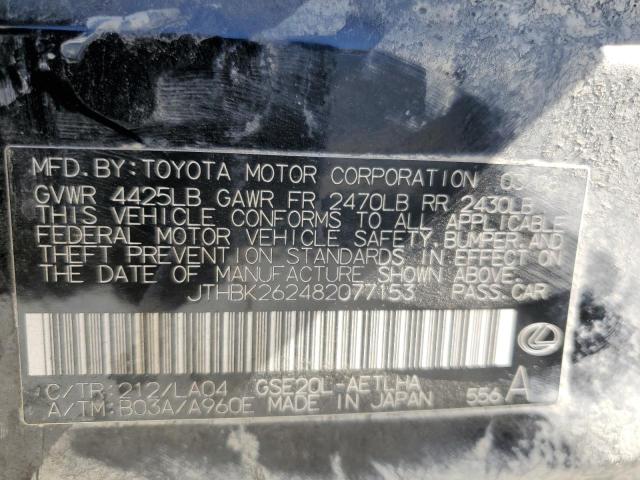 MFD.BY:TOYOTA MOTOR CORPORATION
GVWR 4425LB GAWR FR 2470LB RR 2430LB
THIS VEHICLE CONFORMS TO ALL APPLICABLE
FEDERAL MOTOR VEHICLE SAFETY, BUMPER, AND
THEFT PREVENTION STANDARDS IN EFFECT ON
THE DATE OF MANUFACTURE SHOWN ABOVE.
JTHBK262482077153 PASS.CAR
C/TR:212/LA04 GSE20L-AETLHA
A/TM:B03A/A960E MADE IN JAPAN 556 A